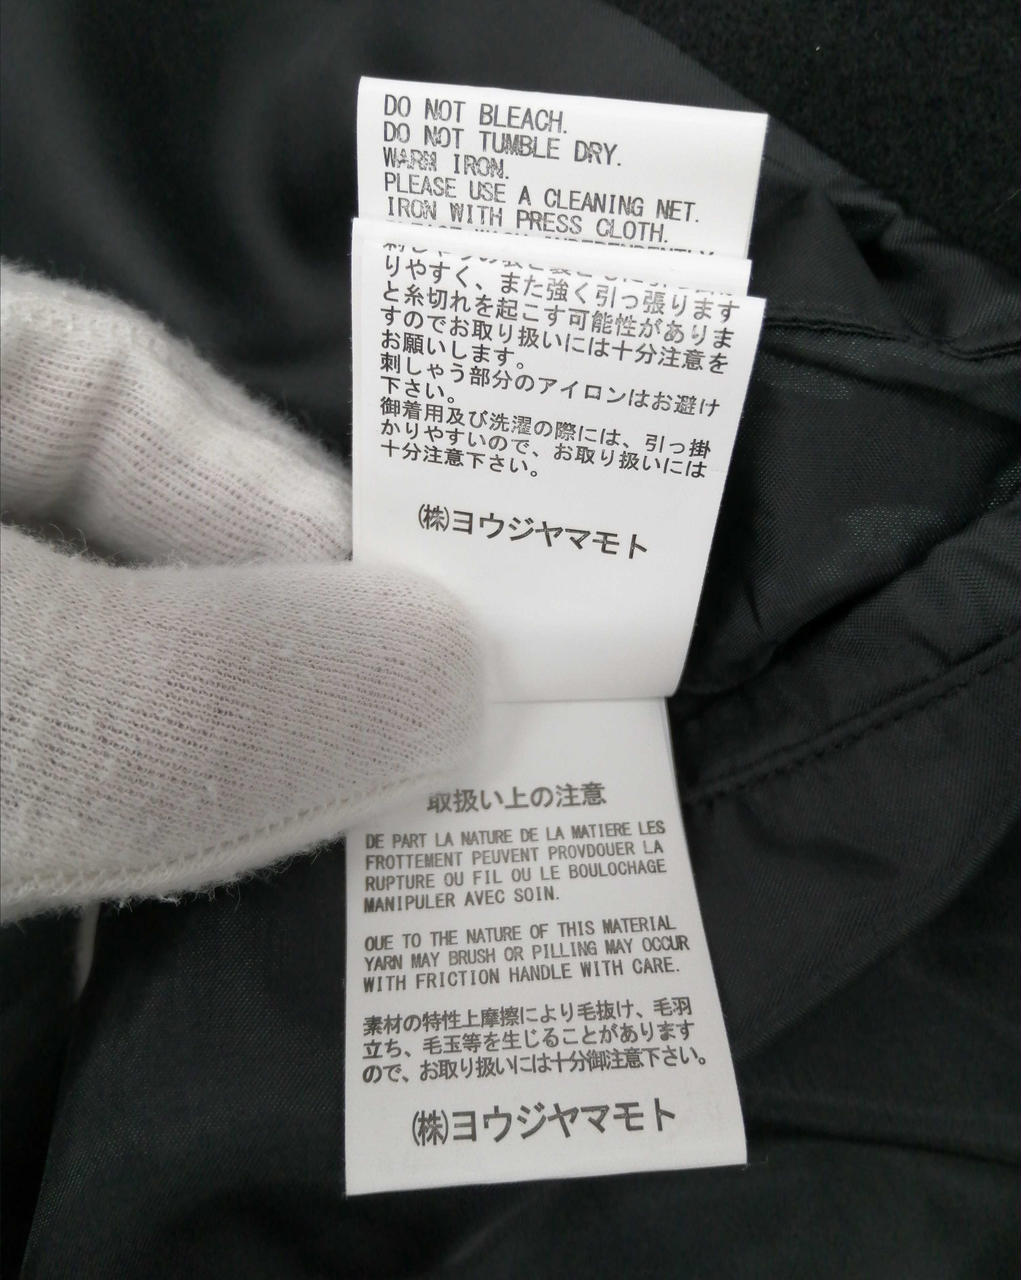 DO NOT BLEACH.
DO NOT TUMBLE DRY.
WARM IRON.
PLEASE USE A CLEANING NET.
IRON WITH PRESS CLOTH.
りやすく、また強く引っ張ります
と糸切れを起こす可能性がありま
すのでお取り扱いには十分注意を
お願いします。
刺しゅう部分のアイロンはお避け
下さい。
御着用及び洗濯の際には、引っ掛
かりやすいので、お取り扱いには
十分注意下さい。
㈱ヨウジヤマモト
取扱い上の注意
DE PART LA NATURE DE LA MATIERE LES
FROTTEMENT PEUVENT PROVDOUER LA
RUPTURE OU FIL OU LE BOULOCHAGE
MANIPULER AVEC SOIN.
OUE TO THE NATURE OF THIS MATERIAL
YARN MAY BRUSH OR PILLING MAY OCCUR
WITH FRICTION HANDLE WITH CARE.
素材の特性上摩擦により毛抜け、毛羽
立ち、毛玉等を生じることがあります
ので、お取り扱いには十分御注意下さい。
㈱ヨウジヤマモト